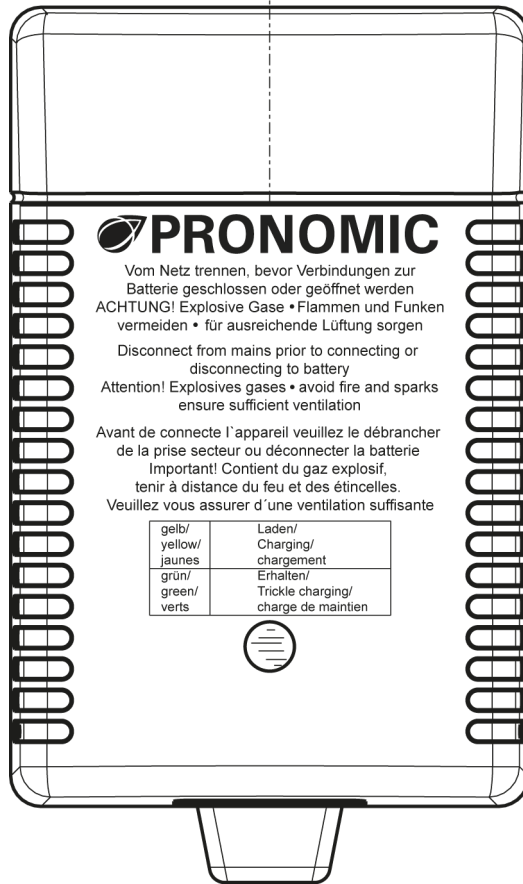 PRONOMIC
Vom Netz trennen, bevor Verbindungen zur
Batterie geschlossen oder geöffnet werden
ACHTUNG! Explosive Gase • Flammen und Funken
vermeiden • für ausreichende Lüftung sorgen
Disconnect from mains prior to connecting or
disconnecting to battery
Attention! Explosives gases • avoid fire and sparks
ensure sufficient ventilation
Avant de connecte l`appareil veuillez le débrancher
de la prise secteur ou déconnecter la batterie
Important! Contient du gaz explosif,
tenir à distance du feu et des étincelles.
Veuillez vous assurer d´une ventilation suffisante
gelb/ Laden/
yellow/ Charging/
jaunes chargement
grün/ Erhalten/
green/ Trickle charging/
verts charge de maintien